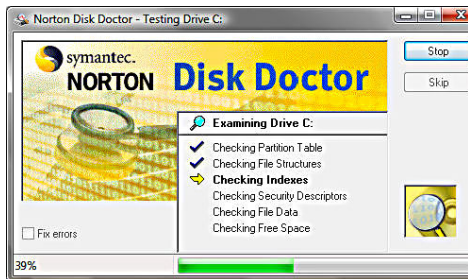 Norton Disk Doctor - Testing Drive C:
symantec.
NORTON Disk Doctor
Stop
Skip
Examining Drive C:
Checking Partition Table
Checking File Structures
Checking Indexes
Checking Security Descriptors
Checking File Data
Checking Free Space
Fix errors
39%